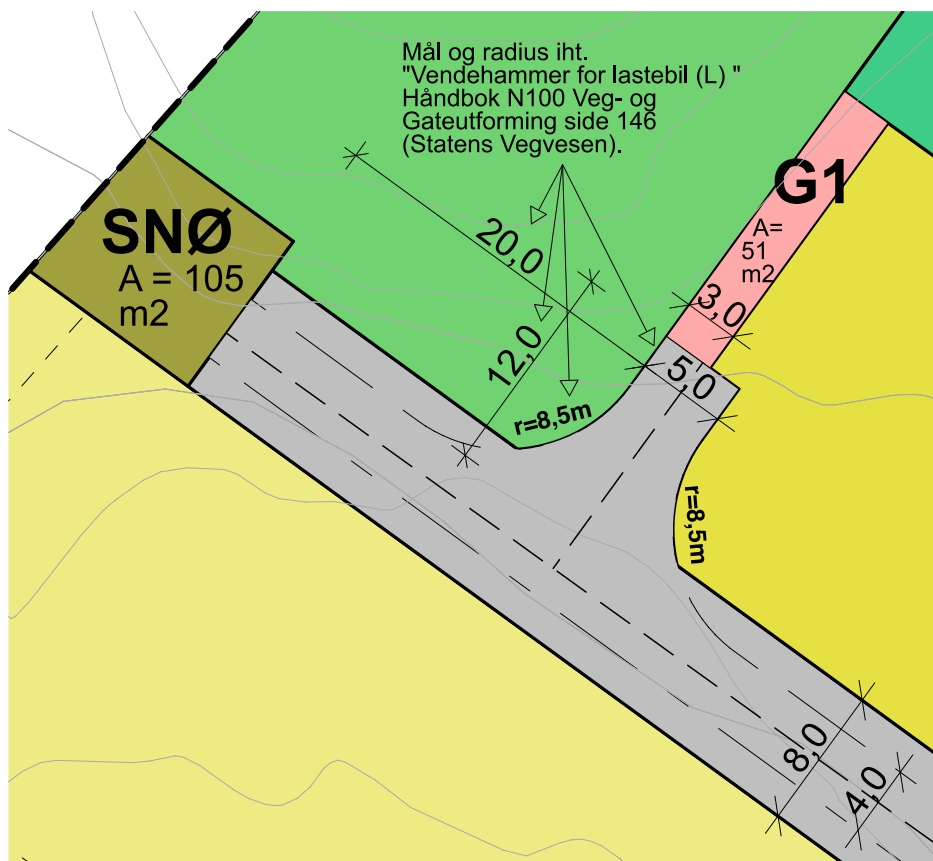 Mål og radius iht.
"Vendehammer for lastebil (L) "
Håndbok N100 Veg- og
Gateutforming side 146
(Statens Vegvesen).
G1
A=
51
m2
SNØ
A = 105
m2
20,0
3,0
12,0
5,0
r=8,5m
r=8,5m
8,0
4,0